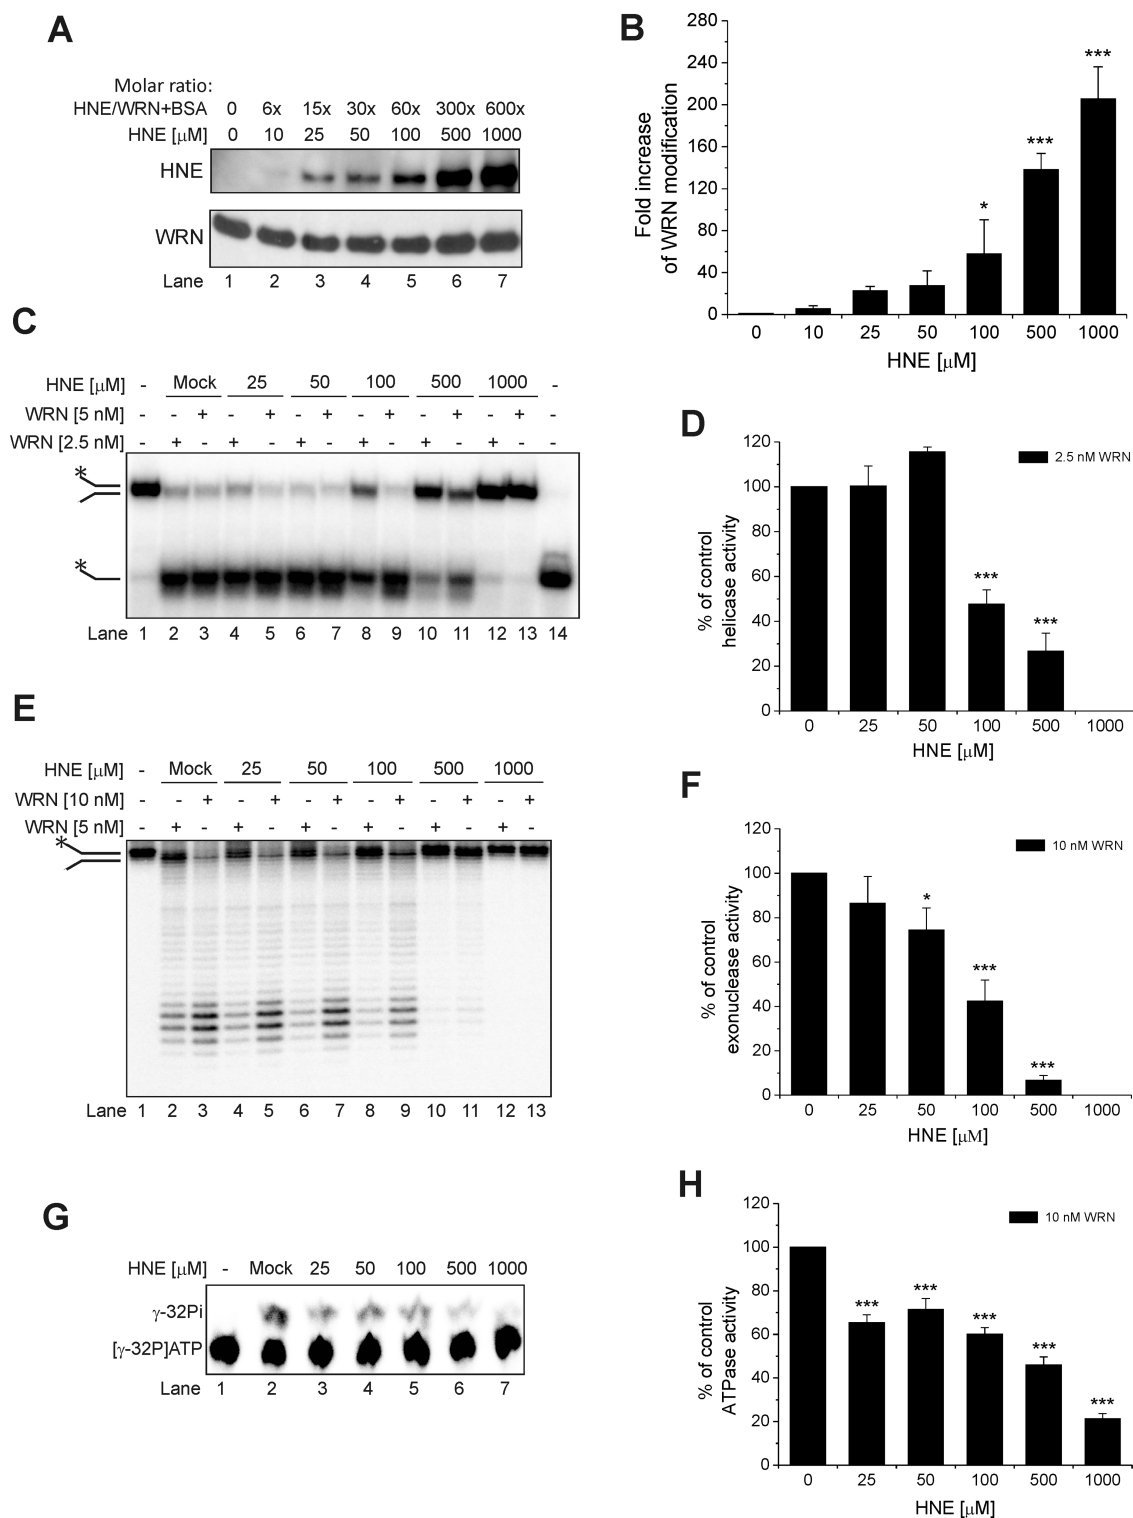 A
Molar ratio:
HNE/WRN+BSA 0 6x 15x 30x 60x 300x 600x
HNE [µM] 0 10 25 50 100 500 1000
HNE
WRN
Lane 1 2 3 4 5 6 7
B
Fold increase
of WRN modification
280
240
200
160
120
80
40
0
*
***
***
0 10 25 50 100 500 1000
HNE [µM]
C
HNE [µM] - Mock 25 50 100 500 1000 -
WRN [5 nM] - - + - + - + - + - + - + -
WRN [2.5 nM] - + - + - + - + - + - + - -
*
*
Lane 1 2 3 4 5 6 7 8 9 10 11 12 13 14
D
% of control
helicase activity
120
100
80
60
40
20
0
2.5 nM WRN
***
***
0 25 50 100 500 1000
HNE [µM]
E
HNE [µM] - Mock 25 50 100 500 1000
WRN [10 nM] - - + - + - + - + - + - +
WRN [5 nM] - + - + - + - + - + - + -
*
Lane 1 2 3 4 5 6 7 8 9 10 11 12 13
F
% of control
exonuclease activity
120
100
80
60
40
20
0
10 nM WRN
*
***
***
0 25 50 100 500 1000
HNE [µM]
G
HNE [µM] - Mock 25 50 100 500 1000
γ-32Pi
[γ-32P]ATP
Lane 1 2 3 4 5 6 7
H
% of control
ATPase activity
120
100
80
60
40
20
0
10 nM WRN
***
***
***
***
***
0 25 50 100 500 1000
HNE [µM]